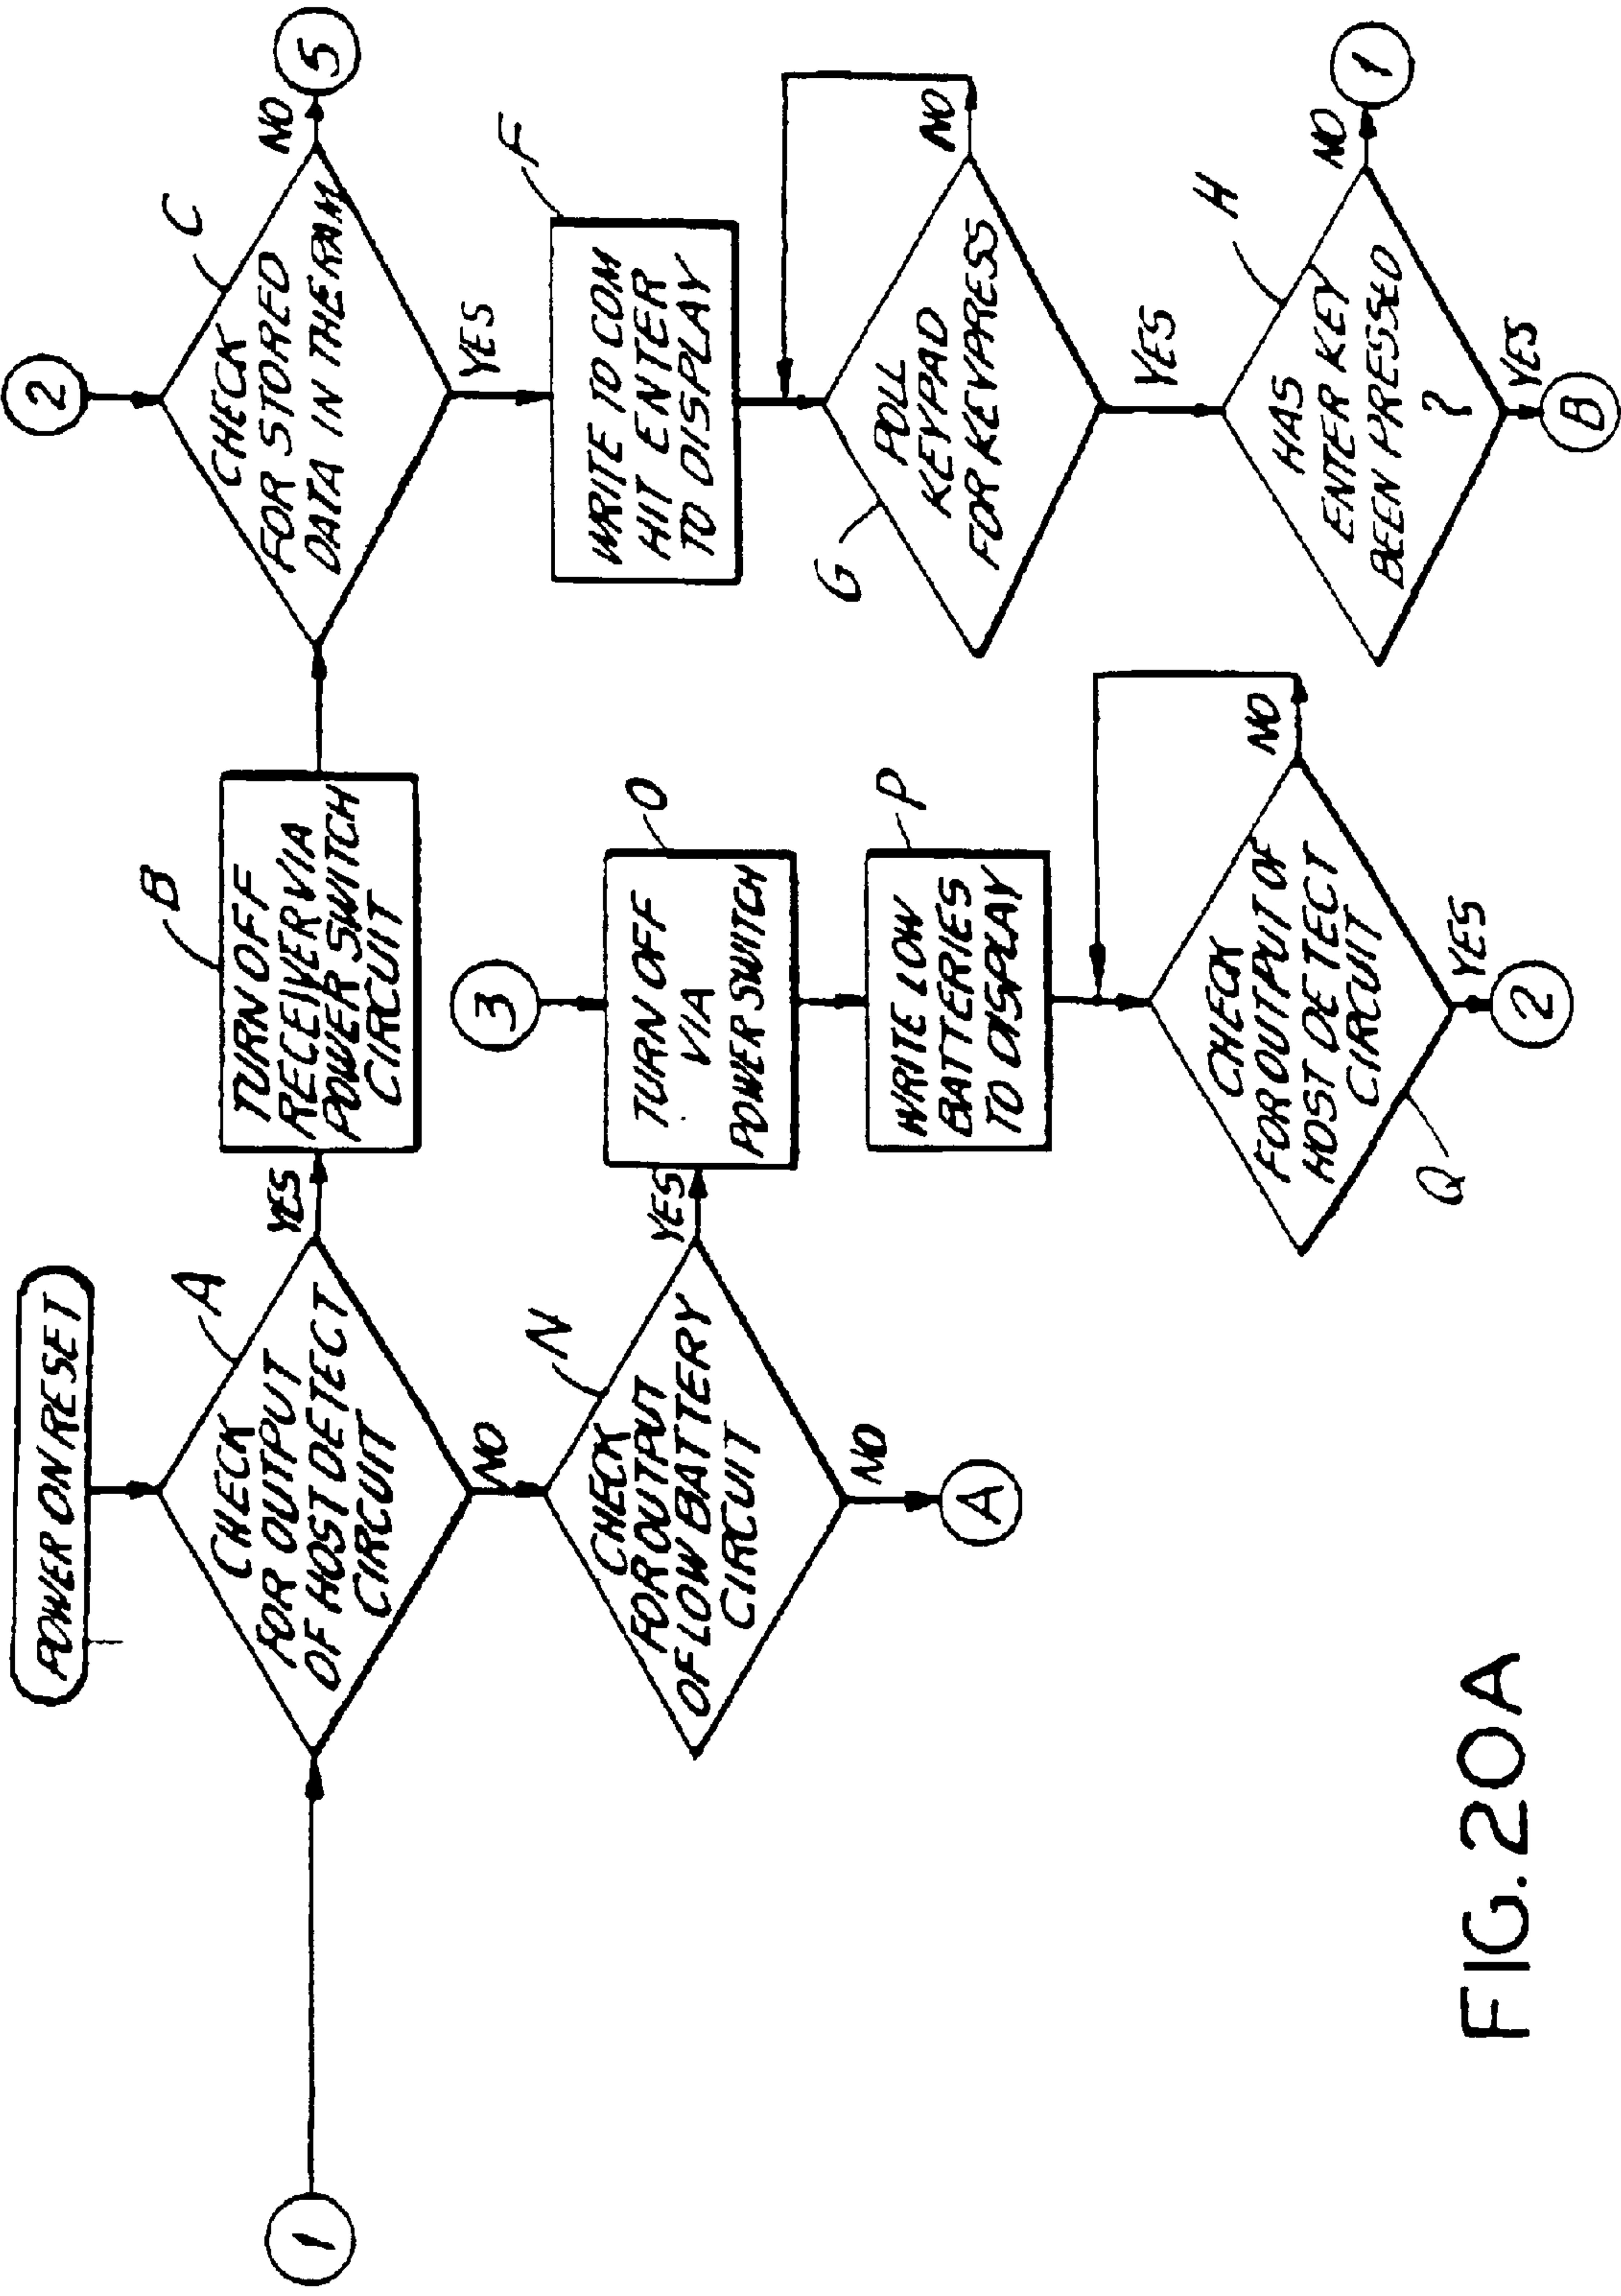 POWER ON RESET
1
A
CHECK
FOR OUTPUT
OF HOST DETECT
CIRCUIT
YES
NO
B
TURN OFF
RECEIVER VIA
POWER SWITCH
CIRCUIT
2
C
CHECK
FOR STORED
DATA IN THE RAM
NO
5
YES
F
WRITE TO COM
HIT ENTER
TO DISPLAY
G
POLL
KEYPAD
FOR KEYPRESS
NO
YES
H
HAS
ENTER KEY
BEEN PRESSED
?
NO
1
YES
B
N
CHECK
FOR OUTPUT
OF LOW BATTERY
CIRCUIT
YES
NO
A
3
O
TURN OFF
VIA
POWER SWITCH
P
WRITE LOW
BATTERIES
TO DISPLAY
Q
CHECK
FOR OUTPUT OF
HOST DETECT
CIRCUIT
NO
YES
2
FIG. 20A